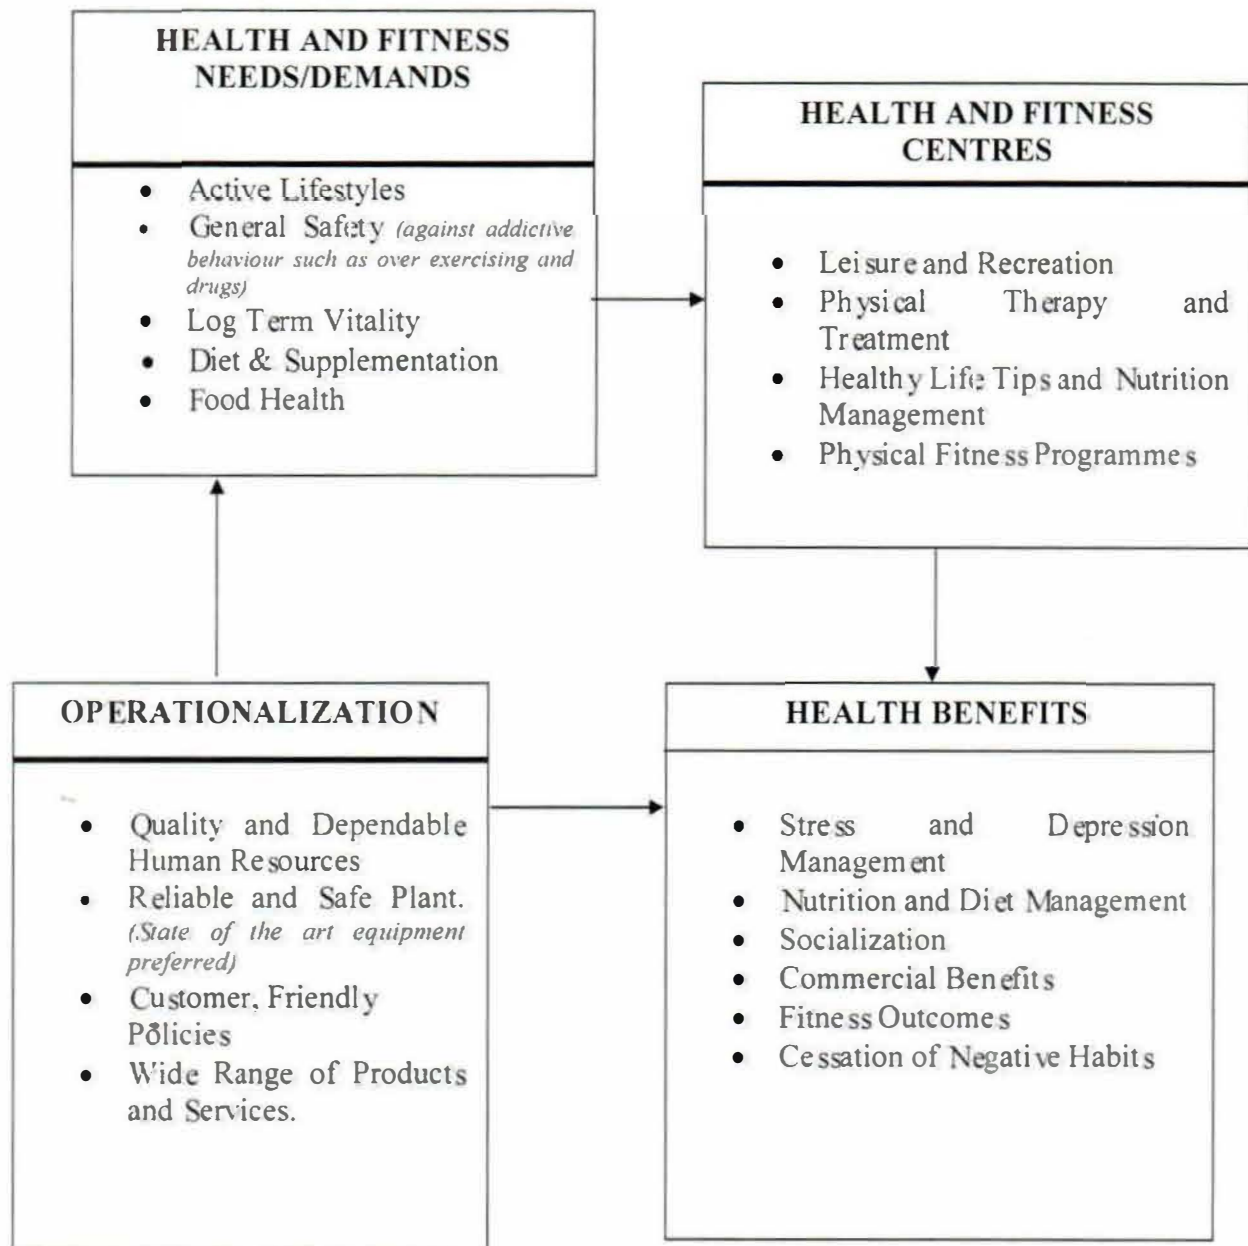 HEALTH AND FITNESS
NEEDS/DEMANDS
• Active Lifestyles
• General Safety (against addictive
behaviour such as over exercising and
drugs)
• Log Term Vitality
• Diet & Supplementation
• Food Health
HEALTH AND FITNESS
CENTRES
• Leisure and Recreation
• Physical Therapy and
Treatment
• Healthy Life Tips and Nutrition
Management
• Physical Fitness Programmes
OPERATIONALIZATION
• Quality and Dependable
Human Resources
• Reliable and Safe Plant.
(State of the art equipment
preferred)
• Customer, Friendly
Policies
• Wide Range of Products
and Services.
HEALTH BENEFITS
• Stress and Depression
Management
• Nutrition and Diet Management
• Socialization
• Commercial Benefits
• Fitness Outcomes
• Cessation of Negative Habits